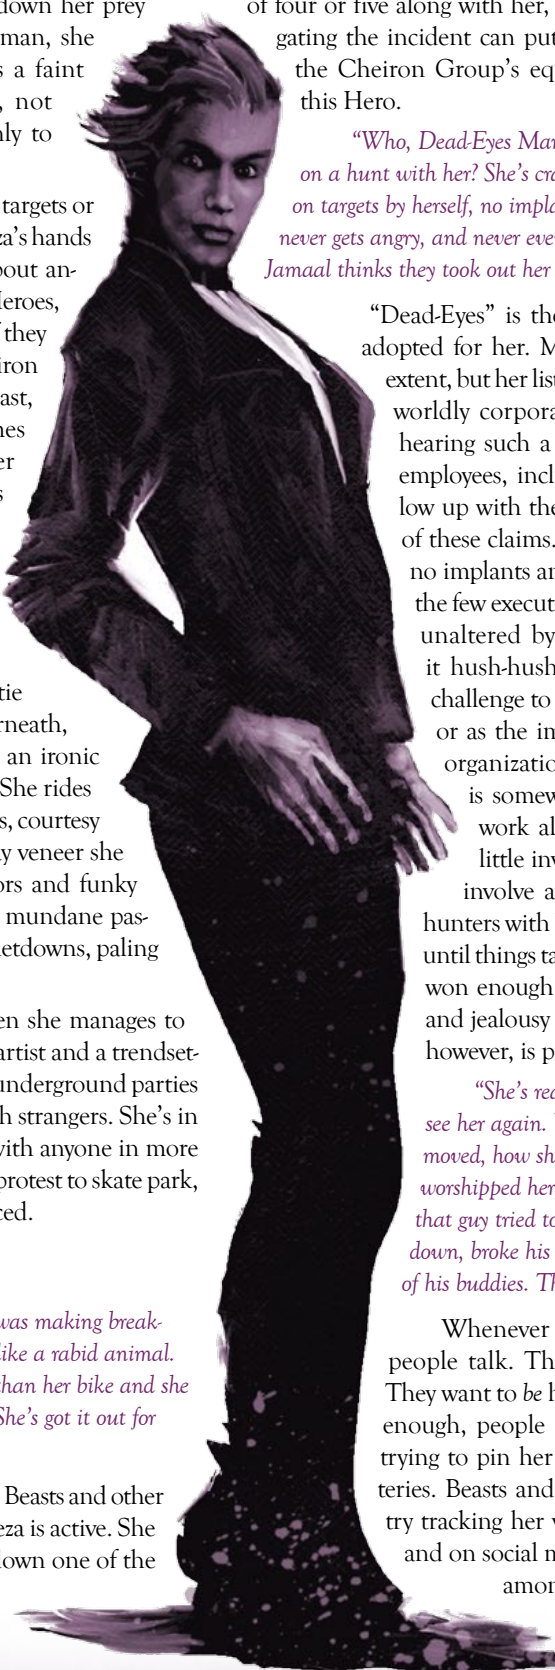 down her prey
man, she
s a faint
, not
nly to
targets or
za's hands
bout an-
Heroes,
f they
iron
ast,
nes
er
s
tie
rneath,
an ironic
She rides
s, courtesy
y veneer she
ors and funky
mundane pas-
letdowns, paling
en she manages to
artist and a trendset-
underground parties
h strangers. She's in
with anyone in more
protest to skate park,
ced.
was making break-
like a rabid animal.
than her bike and she
She's got it out for
Beasts and other
eza is active. She
down one of the
of four or five along with her,
gating the incident can put
the Cheiron Group's eq
this Hero.
"Who, Dead-Eyes Mar
on a hunt with her? She's cra
on targets by herself, no impla
never gets angry, and never eve
Jamaal thinks they took out her
"Dead-Eyes" is the
adopted for her. M
extent, but her list
worldly corpora
hearing such a
employees, incl
low up with the
of these claims.
no implants an
the few execut
unaltered by
it hush-hush
challenge to
or as the im
organizatio
is somew
work al
little inv
involve a
hunters with
until things ta
won enough
and jealousy
however, is p
"She's rea
see her again.
moved, how sh
worshipped her
that guy tried to
down, broke his
of his buddies. Th
Whenever
people talk. Th
They want to be h
enough, people
trying to pin her
teries. Beasts and
try tracking her v
and on social m
amon